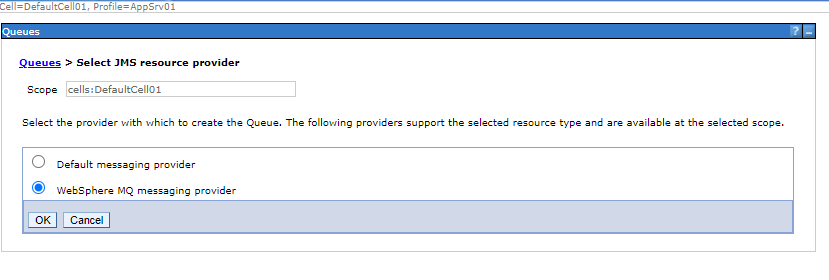 Cell=DefaultCell01, Profile=AppSrv01
Queues ? _
Queues > Select JMS resource provider
Scope cells:DefaultCell01
Select the provider with which to create the Queue. The following providers support the selected resource type and are available at the selected scope.
Default messaging provider
WebSphere MQ messaging provider
OK Cancel